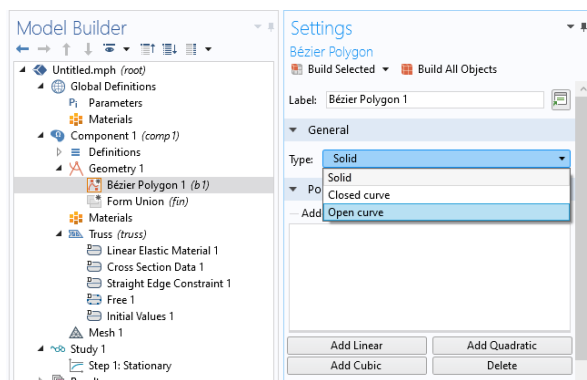 Model Builder
Untitled.mph (root)
Global Definitions
Pi Parameters
Materials
Component 1 (comp1)
Definitions
Geometry 1
Bézier Polygon 1 (b1)
Form Union (fin)
Materials
Truss (truss)
Linear Elastic Material 1
Cross Section Data 1
Straight Edge Constraint 1
Free 1
Initial Values 1
Mesh 1
Study 1
Step 1: Stationary
Settings
Bézier Polygon
Build Selected
Build All Objects
Label: Bézier Polygon 1
General
Type: Solid
Solid
Closed curve
Open curve
Po
Add
Add Linear
Add Quadratic
Add Cubic
Delete